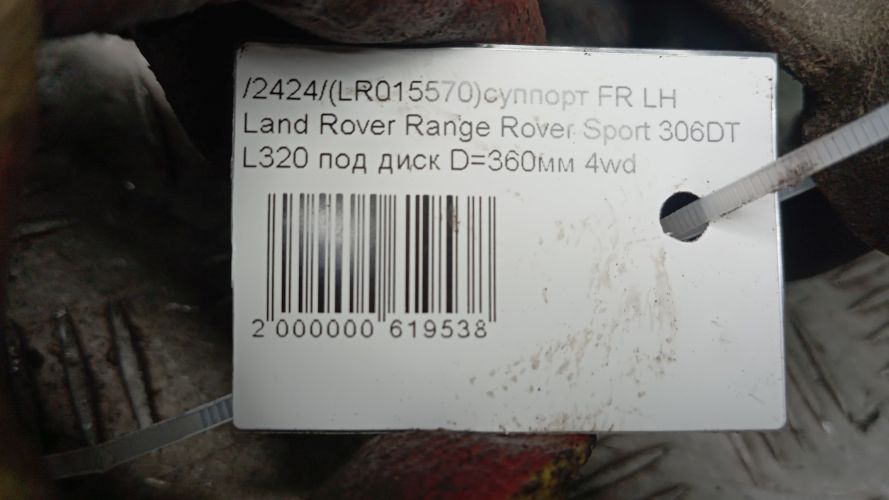 /2424/(LR015570)суппорт FR LH
Land Rover Range Rover Sport 306DT
L320 под диск D=360мм 4wd
2 000000 619538